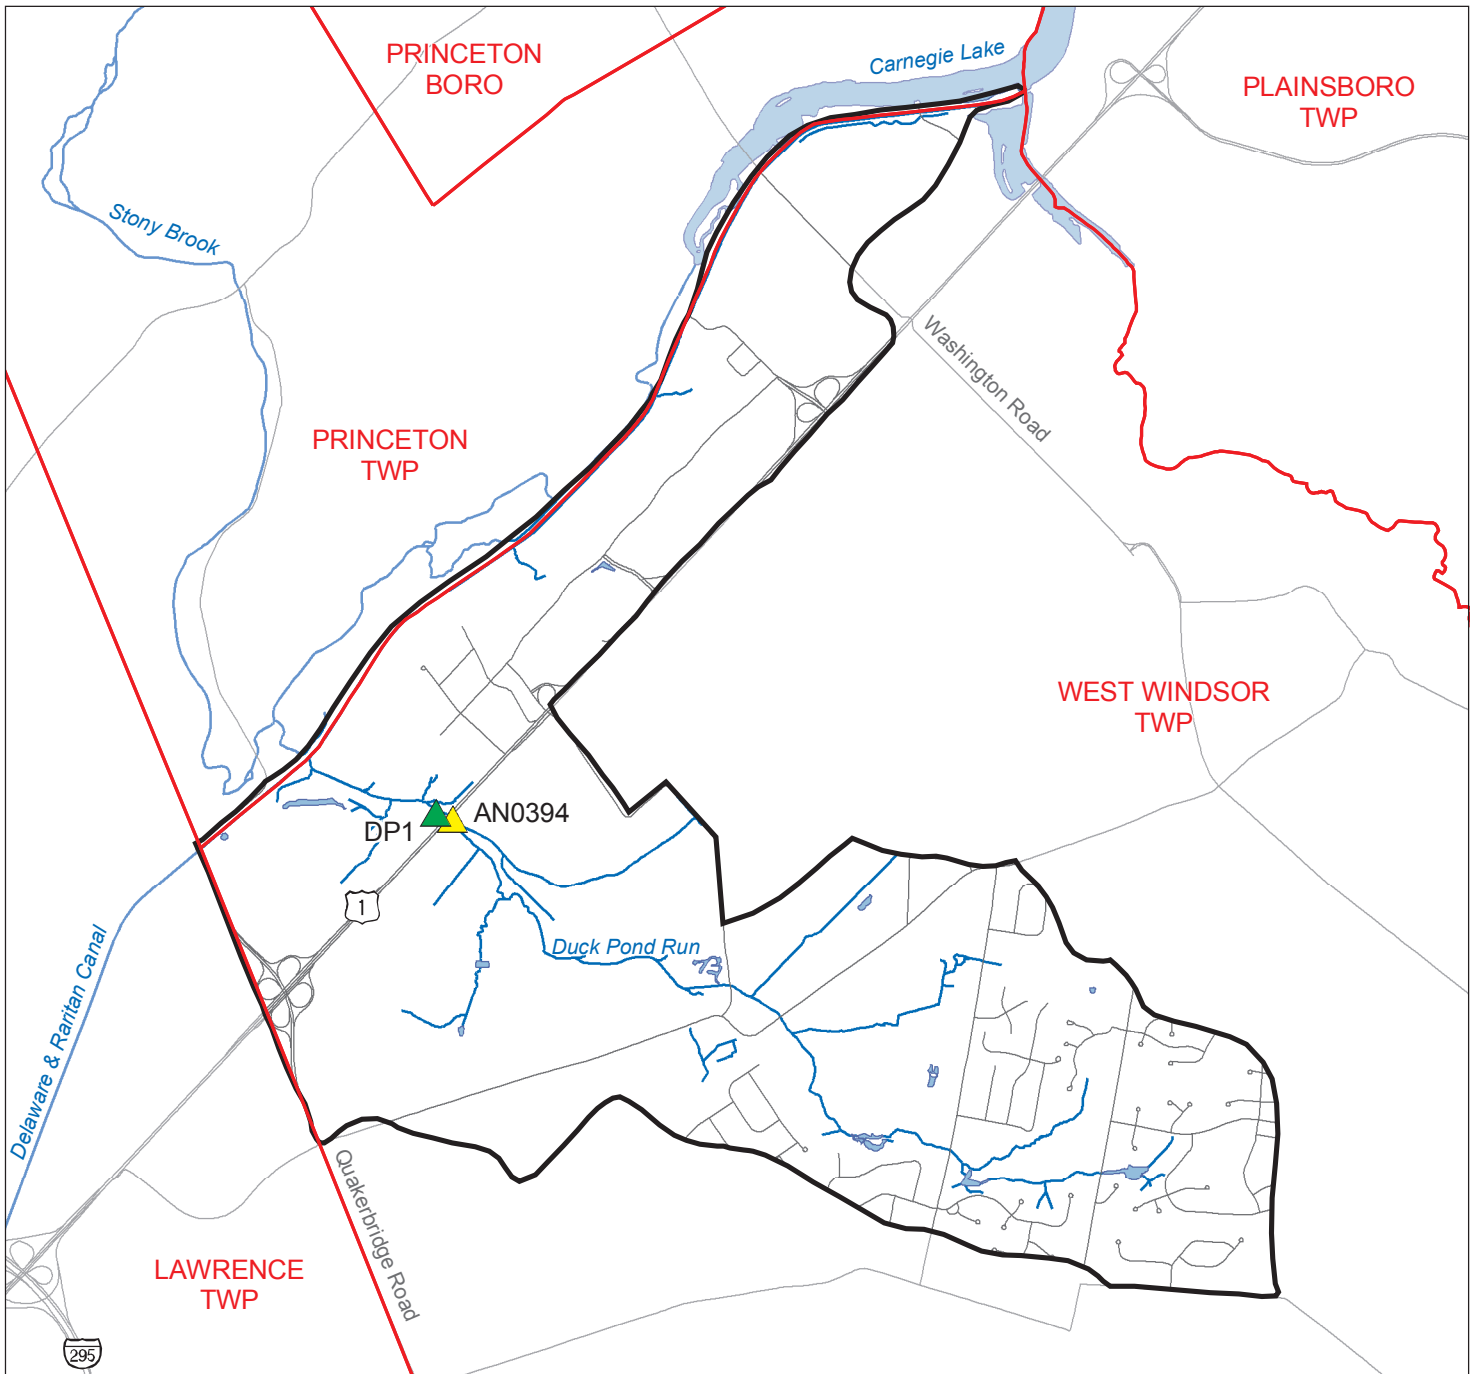 PRINCETON
BORO
Carnegie Lake
PLAINSBORO
TWP
Stony Brook
Washington Road
PRINCETON
TWP
WEST WINDSOR
TWP
AN0394
DP1
1
Duck Pond Run
Delaware & Raritan Canal
Quakerbridge Road
LAWRENCE
TWP
295